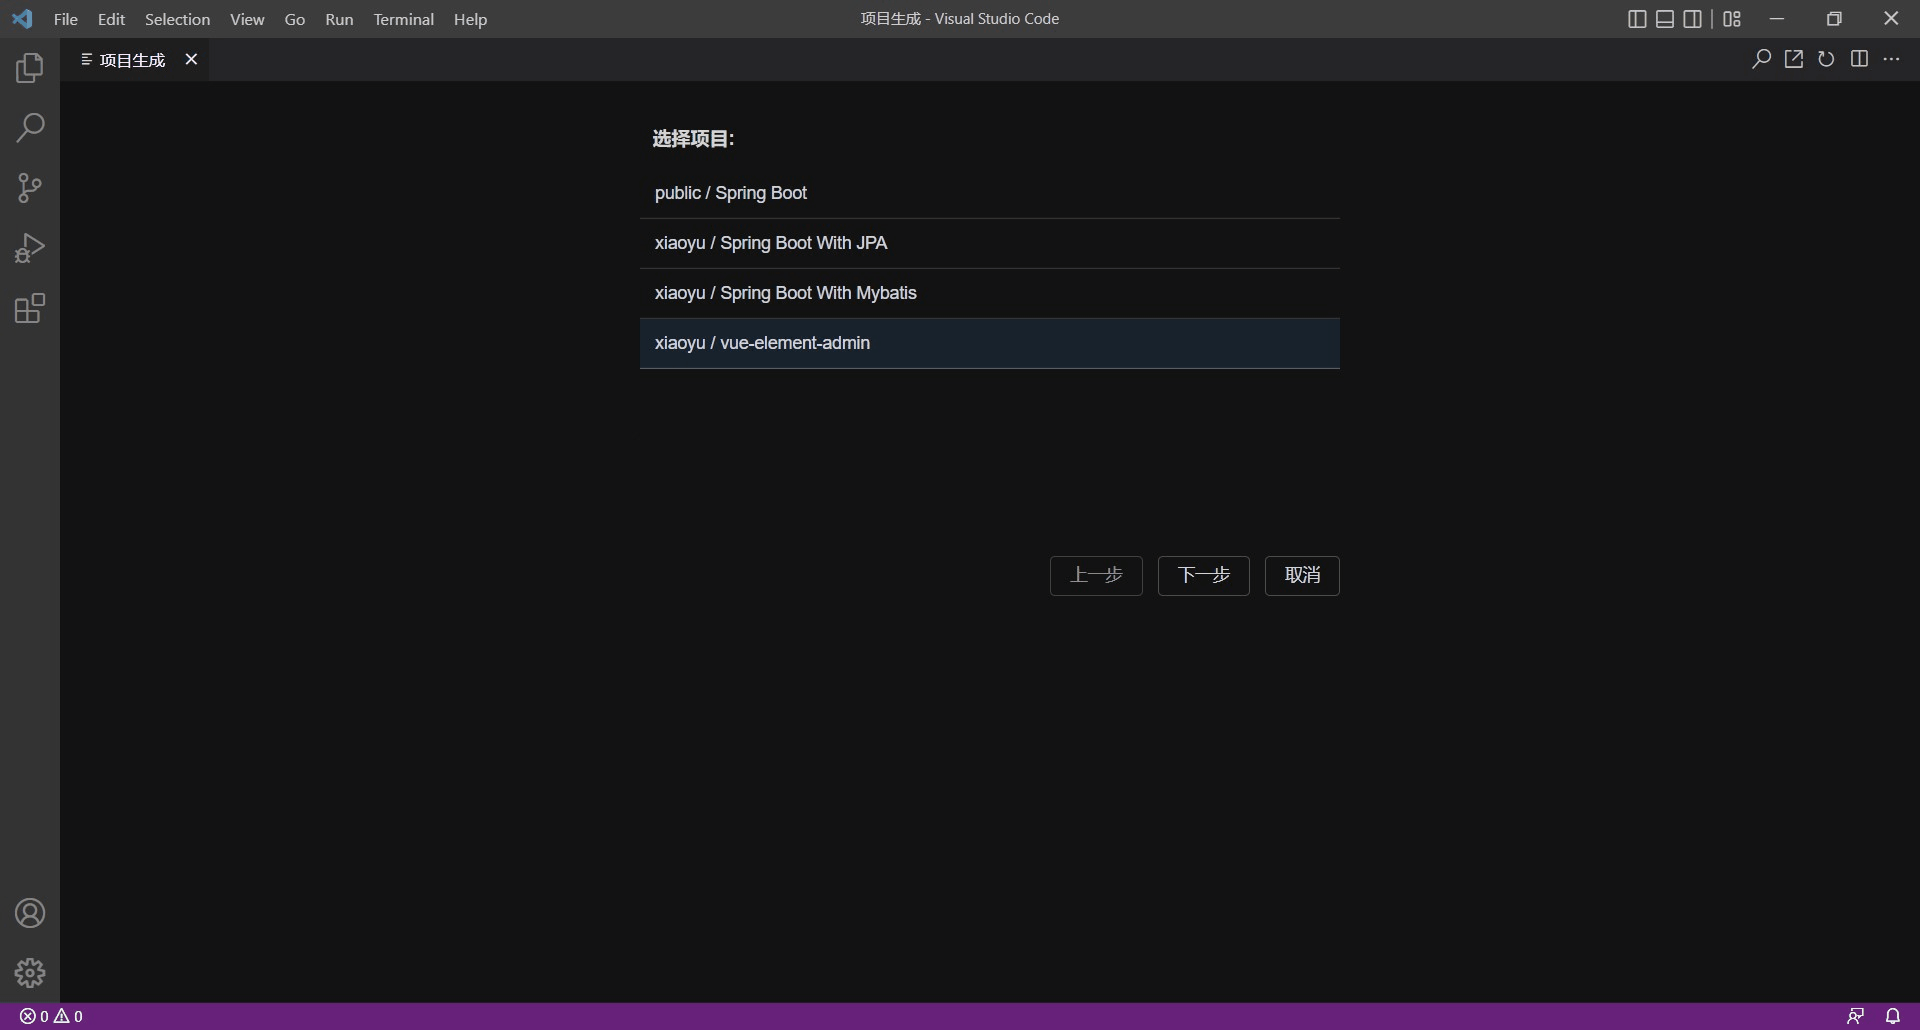 File Edit Selection View Go Run Terminal Help
项目生成 - Visual Studio Code
项目生成
选择项目:
public / Spring Boot
xiaoyu / Spring Boot With JPA
xiaoyu / Spring Boot With Mybatis
xiaoyu / vue-element-admin
上一步 下一步 取消
0 0